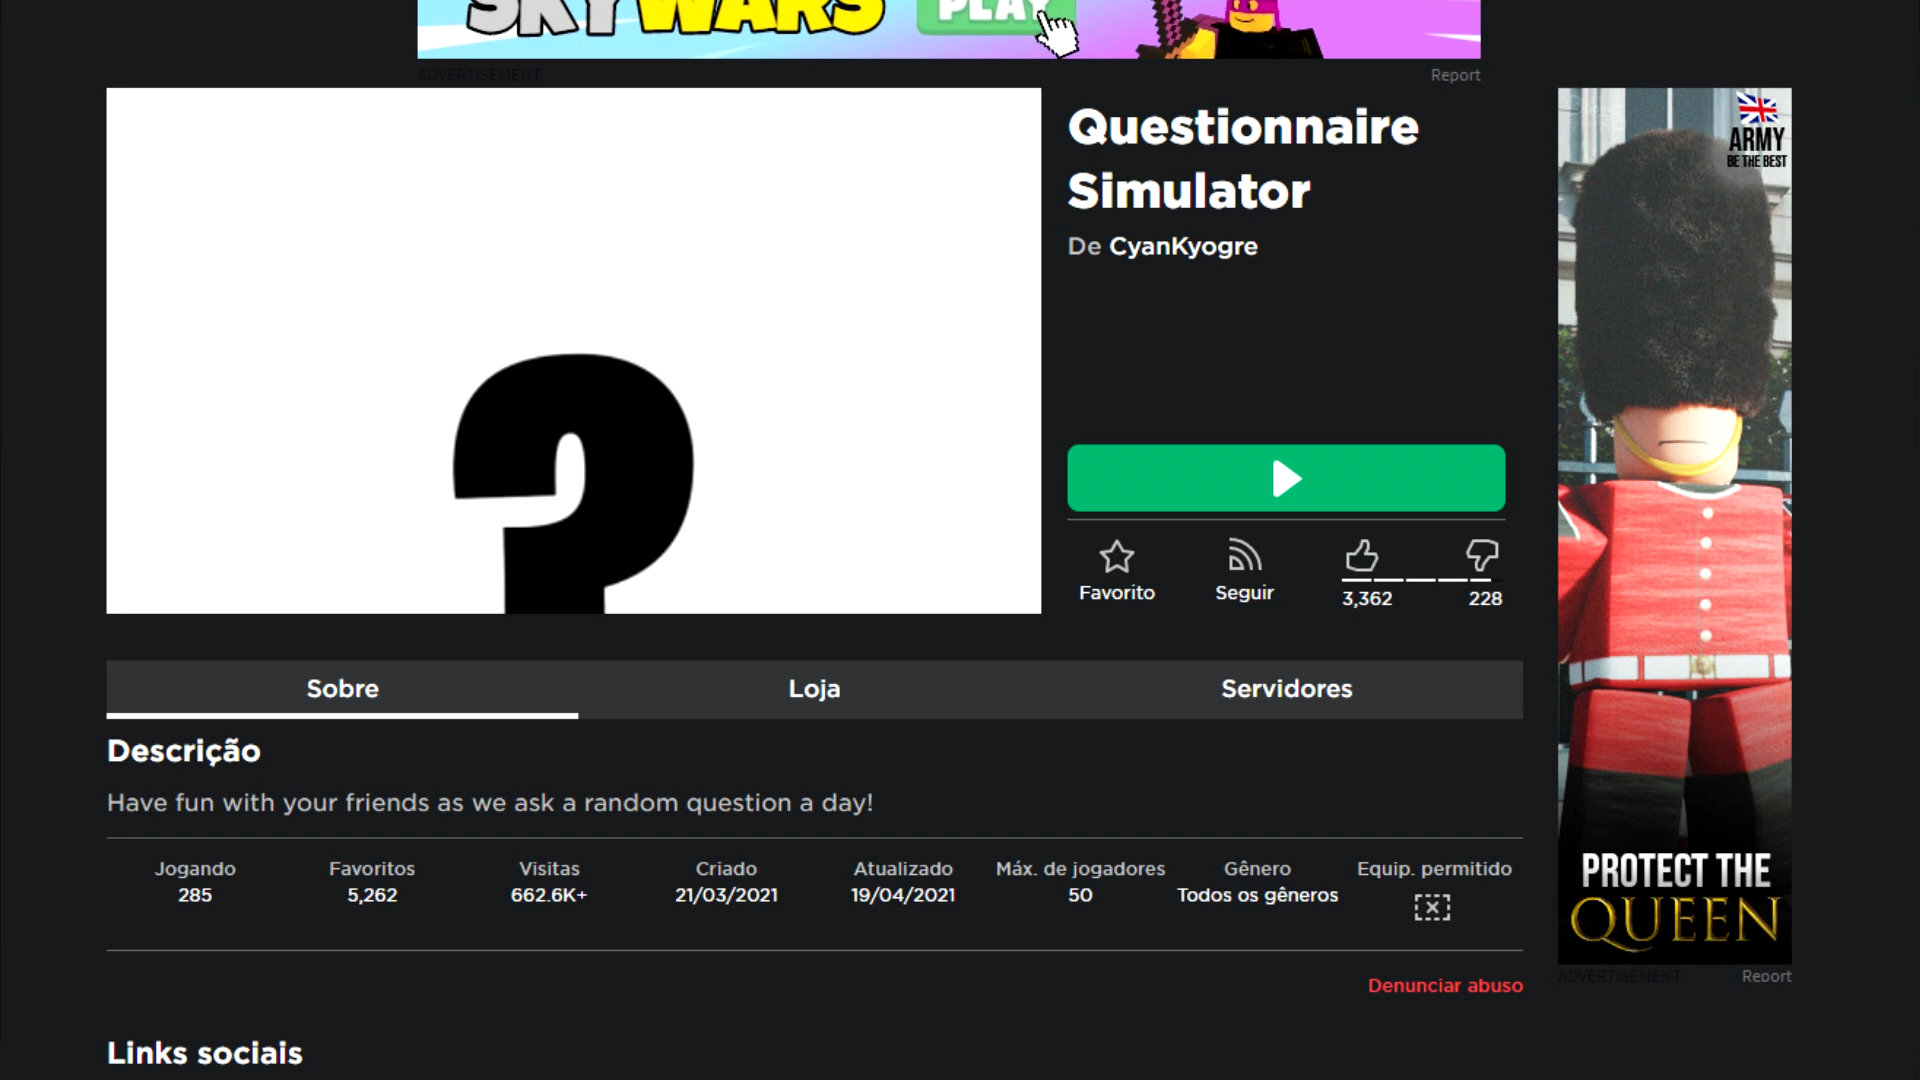 SKYWARS PLAY
ADVERTISEMENT
Report
Questionnaire
Simulator
De CyanKyogre
Favorito
Seguir
3,362
228
ARMY
BE THE BEST
PROTECT THE
QUEEN
ADVERTISEMENT
Report
Sobre
Loja
Servidores
Descrição
Have fun with your friends as we ask a random question a day!
Jogando
285
Favoritos
5,262
Visitas
662.6K+
Criado
21/03/2021
Atualizado
19/04/2021
Máx. de jogadores
50
Gênero
Todos os gêneros
Equip. permitido
Denunciar abuso
Links sociais